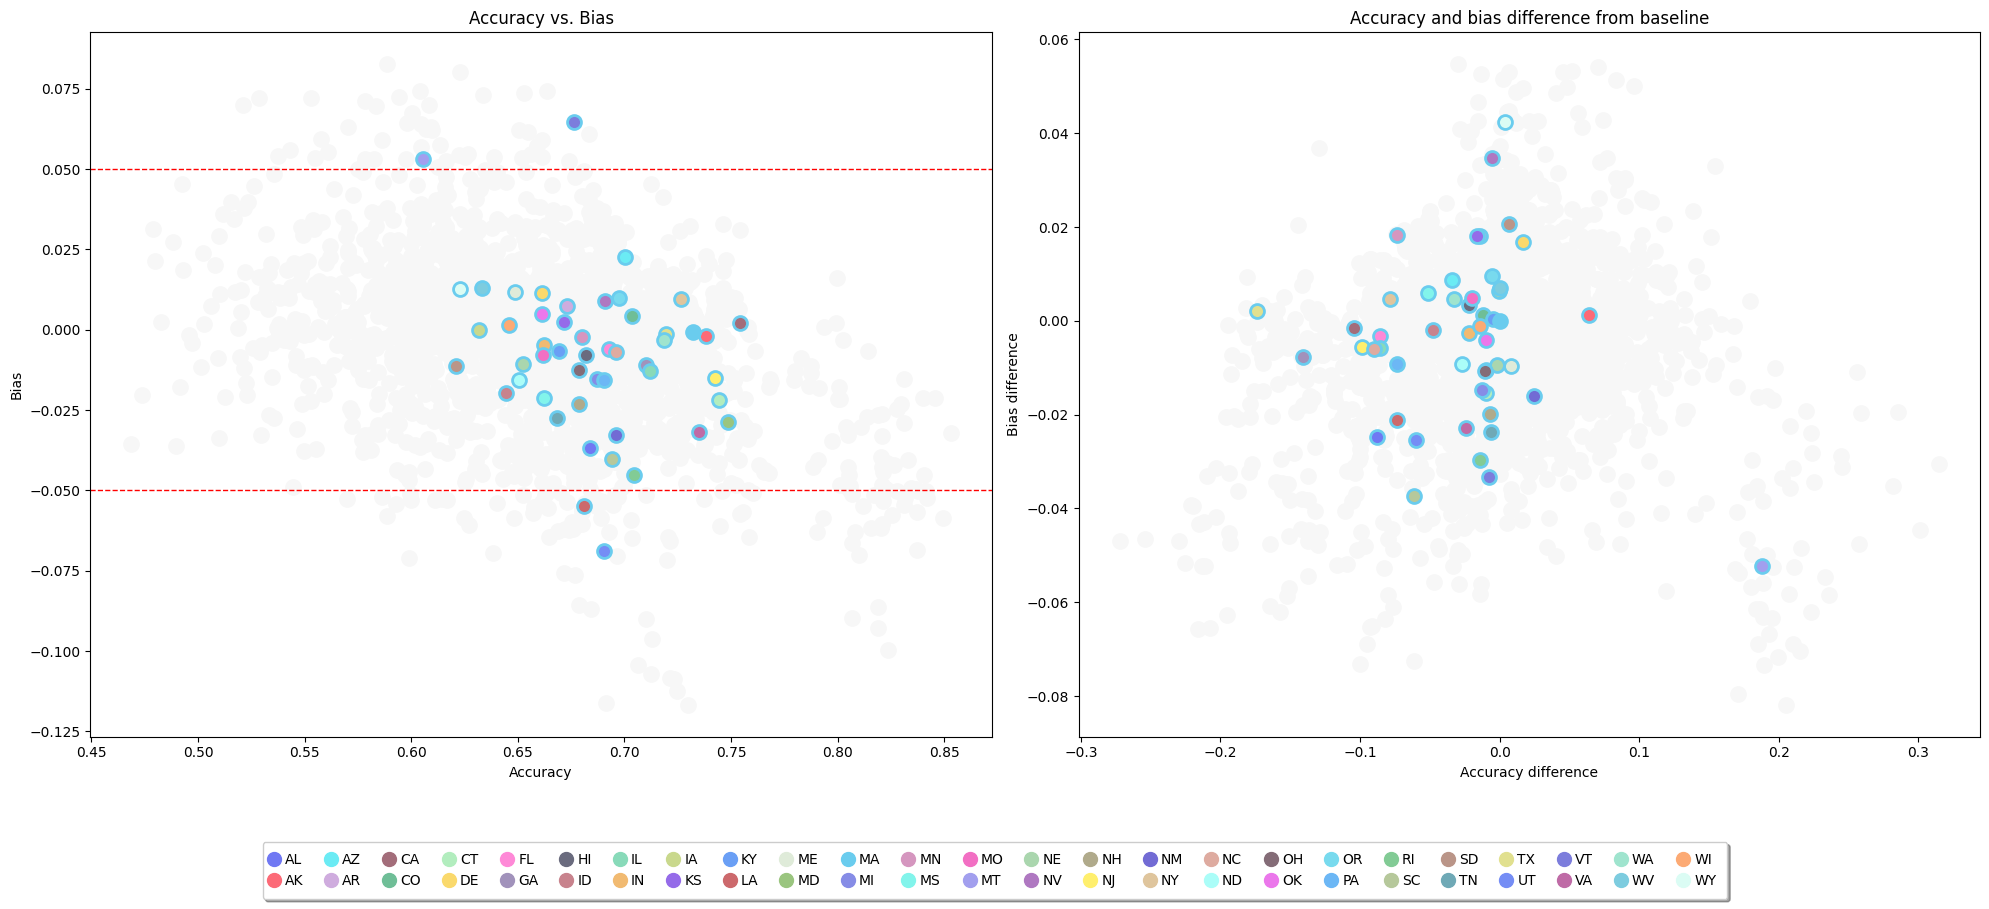 Accuracy vs. Bias
0.075
0.050
0.025
0.000
−0.025
−0.050
−0.075
−0.100
−0.125
Bias
0.45 0.50 0.55 0.60 0.65 0.70 0.75 0.80 0.85
Accuracy
Accuracy and bias difference from baseline
0.06
0.04
0.02
0.00
−0.02
−0.04
−0.06
−0.08
Bias difference
−0.3 −0.2 −0.1 0.0 0.1 0.2 0.3
Accuracy difference
AL AZ CA CT FL HI IL IA KY ME MA MN MO NE NH NM NC OH OR RI SD TX VT WA WI
AK AR CO DE GA ID IN KS LA MD MI MS MT NV NJ NY ND OK PA SC TN UT VA WV WY